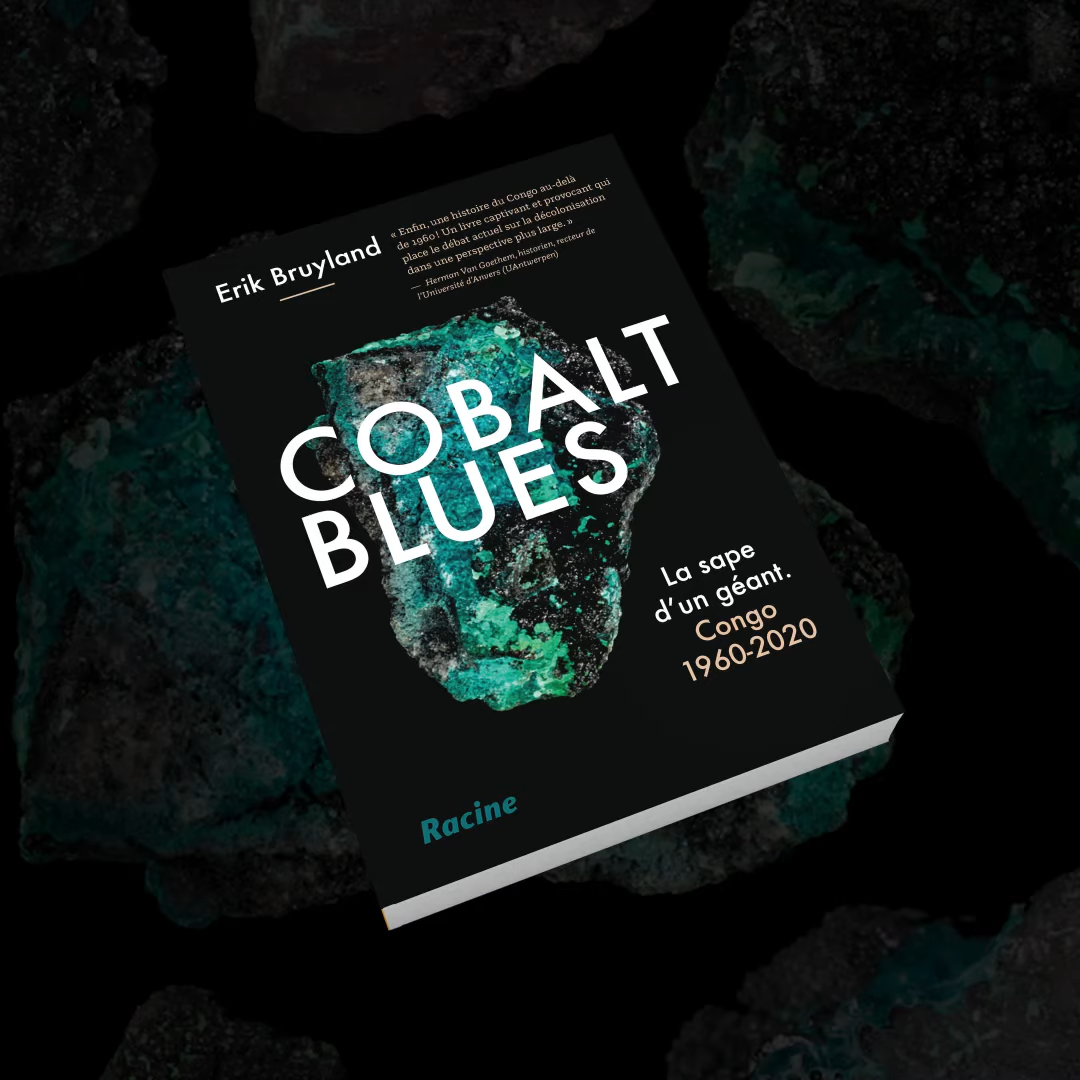 Erik Bruyland
« Enfin, une histoire du Congo au-delà
de 1960! Un livre captivant et provocant qui
place le débat actuel sur la décolonisation
dans une perspective plus large. »
— Herman Van Goethem, historien, recteur de
l'Université d'Anvers (UAntwerpen)
COBALT
BLUES
La sape
d'un géant.
Congo
1960-2020
Racine